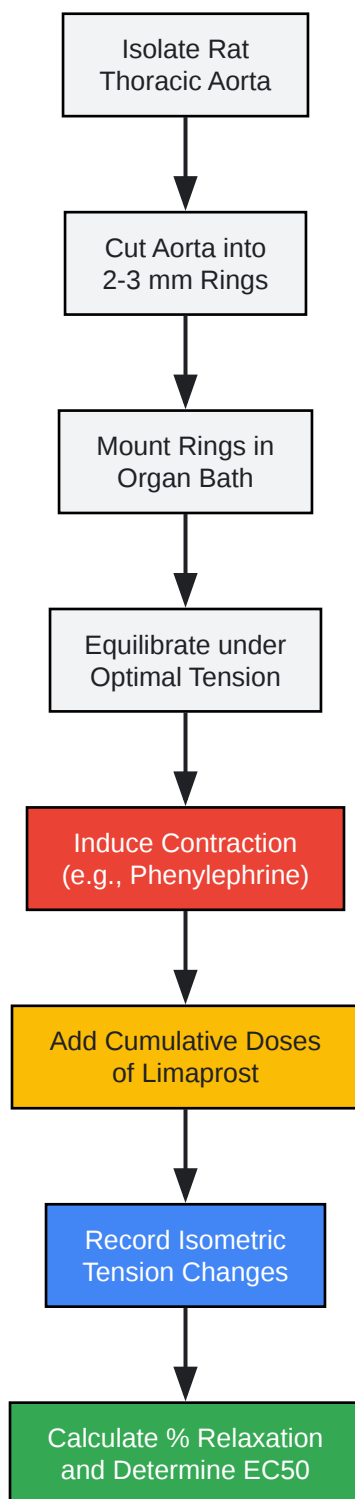 Isolate Rat
Thoracic Aorta
Cut Aorta into
2-3 mm Rings
Mount Rings in
Organ Bath
Equilibrate under
Optimal Tension
Induce Contraction
(e.g., Phenylephrine)
Add Cumulative Doses
of Limaprost
Record Isometric
Tension Changes
Calculate % Relaxation
and Determine EC50